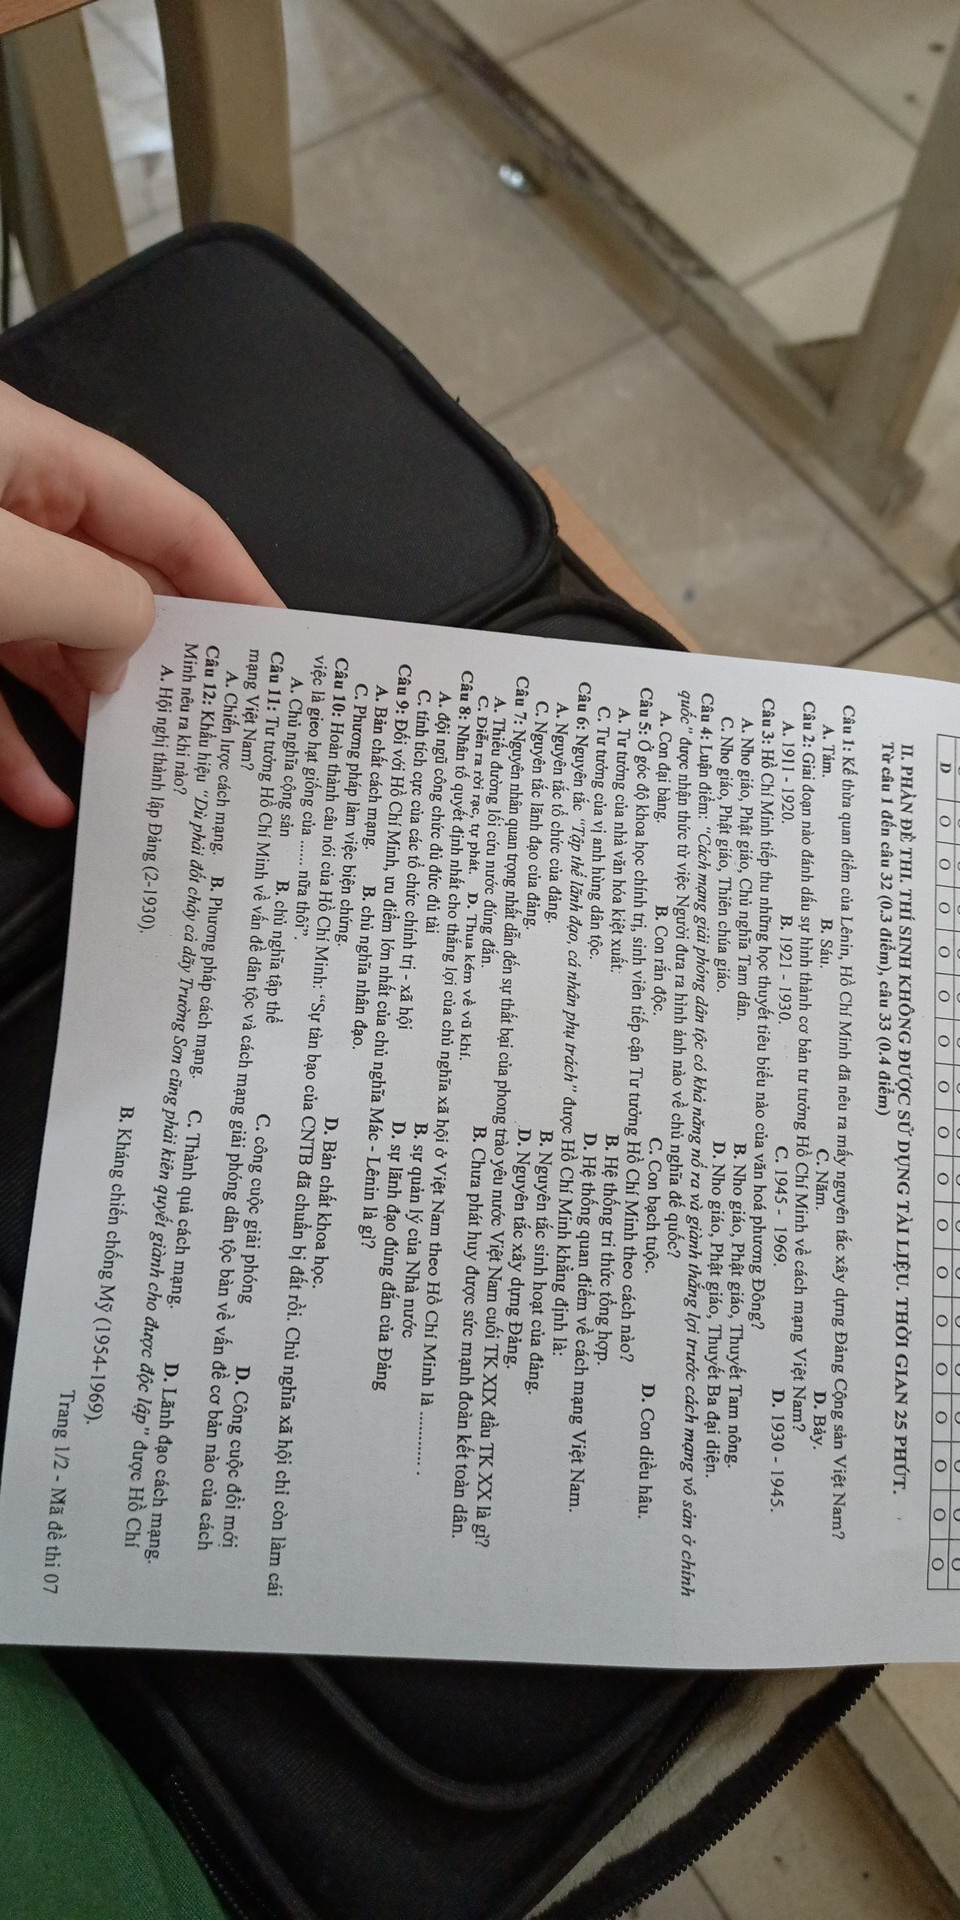 D O O O O O O O O O O O O O O O O O
II. PHẦN ĐỀ THI. THÍ SINH KHÔNG ĐƯỢC SỬ DỤNG TÀI LIỆU. THỜI GIAN 25 PHÚT.
Từ câu 1 đến câu 32 (0.3 điểm), câu 33 (0.4 điểm)
Câu 1: Kế thừa quan điểm của Lênin, Hồ Chí Minh đã nêu ra mấy nguyên tắc xây dựng Đảng Cộng sản Việt Nam?
A. Tám. B. Sáu. C. Năm. D. Bảy.
Câu 2: Giai đoạn nào đánh dấu sự hình thành cơ bản tư tưởng Hồ Chí Minh về cách mạng Việt Nam?
A. 1911 - 1920. B. 1921 - 1930. C. 1945 - 1969. D. 1930 - 1945.
Câu 3: Hồ Chí Minh tiếp thu những học thuyết tiêu biểu nào của văn hoá phương Đông?
A. Nho giáo, Phật giáo, Chủ nghĩa Tam dân. B. Nho giáo, Phật giáo, Thuyết Tam nông.
C. Nho giáo, Phật giáo, Thiên chúa giáo. D. Nho giáo, Phật giáo, Thuyết Ba đại diện.
Câu 4: Luận điểm: “Cách mạng giải phóng dân tộc có khả năng nổ ra và giành thắng lợi trước cách mạng vô sản ở chính
quốc” được nhận thức từ việc Người đưa ra hình ảnh nào về chủ nghĩa đế quốc?
A. Con đại bàng. B. Con rắn độc. C. Con bạch tuộc. D. Con diều hâu.
Câu 5: Ở góc độ khoa học chính trị, sinh viên tiếp cận Tư tưởng Hồ Chí Minh theo cách nào?
A. Tư tưởng của nhà văn hóa kiệt xuất. B. Hệ thống tri thức tổng hợp.
C. Tư tưởng của vị anh hùng dân tộc. D. Hệ thống quan điểm về cách mạng Việt Nam.
Câu 6: Nguyên tắc “Tập thể lãnh đạo, cá nhân phụ trách” được Hồ Chí Minh khẳng định là:
A. Nguyên tắc tổ chức của đảng. B. Nguyên tắc sinh hoạt của đảng.
C. Nguyên tắc lãnh đạo của đảng. D. Nguyên tắc xây dựng Đảng.
Câu 7: Nguyên nhân quan trọng nhất dẫn đến sự thất bại của phong trào yêu nước Việt Nam cuối TK XIX đầu TK XX là gì?
A. Thiếu đường lối cứu nước đúng đắn. B. Chưa phát huy được sức mạnh đoàn kết toàn dân.
C. Diễn ra rời rạc, tự phát. D. Thua kém về vũ khí.
Câu 8: Nhân tố quyết định nhất cho thắng lợi của chủ nghĩa xã hội ở Việt Nam theo Hồ Chí Minh là ........... .
A. đội ngũ công chức đủ đức đủ tài B. sự quản lý của Nhà nước
C. tính tích cực của các tổ chức chính trị - xã hội D. sự lãnh đạo đúng đắn của Đảng
Câu 9: Đối với Hồ Chí Minh, ưu điểm lớn nhất của chủ nghĩa Mác - Lênin là gì?
A. Bản chất cách mạng. B. chủ nghĩa nhân đạo.
C. Phương pháp làm việc biện chứng. D. Bản chất khoa học.
Câu 10: Hoàn thành câu nói của Hồ Chí Minh: “Sự tàn bạo của CNTB đã chuẩn bị đất rồi. Chủ nghĩa xã hội chỉ còn làm cái
việc là gieo hạt giống của ...... nữa thôi”.
A. Chủ nghĩa cộng sản B. chủ nghĩa tập thể C. công cuộc giải phóng D. Công cuộc đổi mới
Câu 11: Tư tưởng Hồ Chí Minh về vấn đề dân tộc và cách mạng giải phóng dân tộc bàn về vấn đề cơ bản nào của cách
mạng Việt Nam?
A. Chiến lược cách mạng. B. Phương pháp cách mạng. C. Thành quả cách mạng. D. Lãnh đạo cách mạng.
Câu 12: Khẩu hiệu “Dù phải đốt cháy cả dãy Trường Sơn cũng phải kiên quyết giành cho được độc lập” được Hồ Chí
Minh nêu ra khi nào?
A. Hội nghị thành lập Đảng (2-1930). B. Kháng chiến chống Mỹ (1954-1969).
Trang 1/2 - Mã đề thi 07